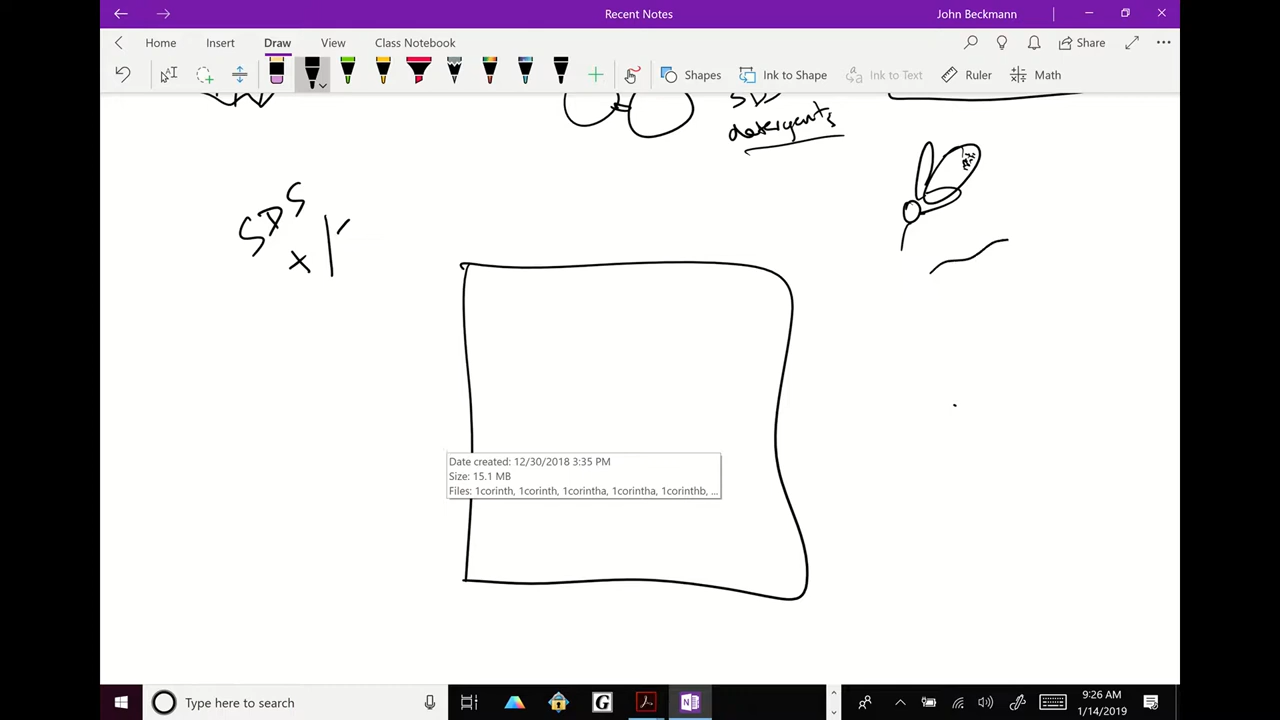 Recent Notes
John Beckmann
Home Insert Draw View Class Notebook
Share
Shapes
Ink to Shape
Ink to Text
Ruler
Math
SDS
detergents
SDS
X
Date created: 12/30/2018 3:35 PM
Size: 15.1 MB
Files: 1corinth, 1corinth, 1corintha, 1corintha, 1corinthb, ...
Type here to search
G
N
9:26 AM
1/14/2019